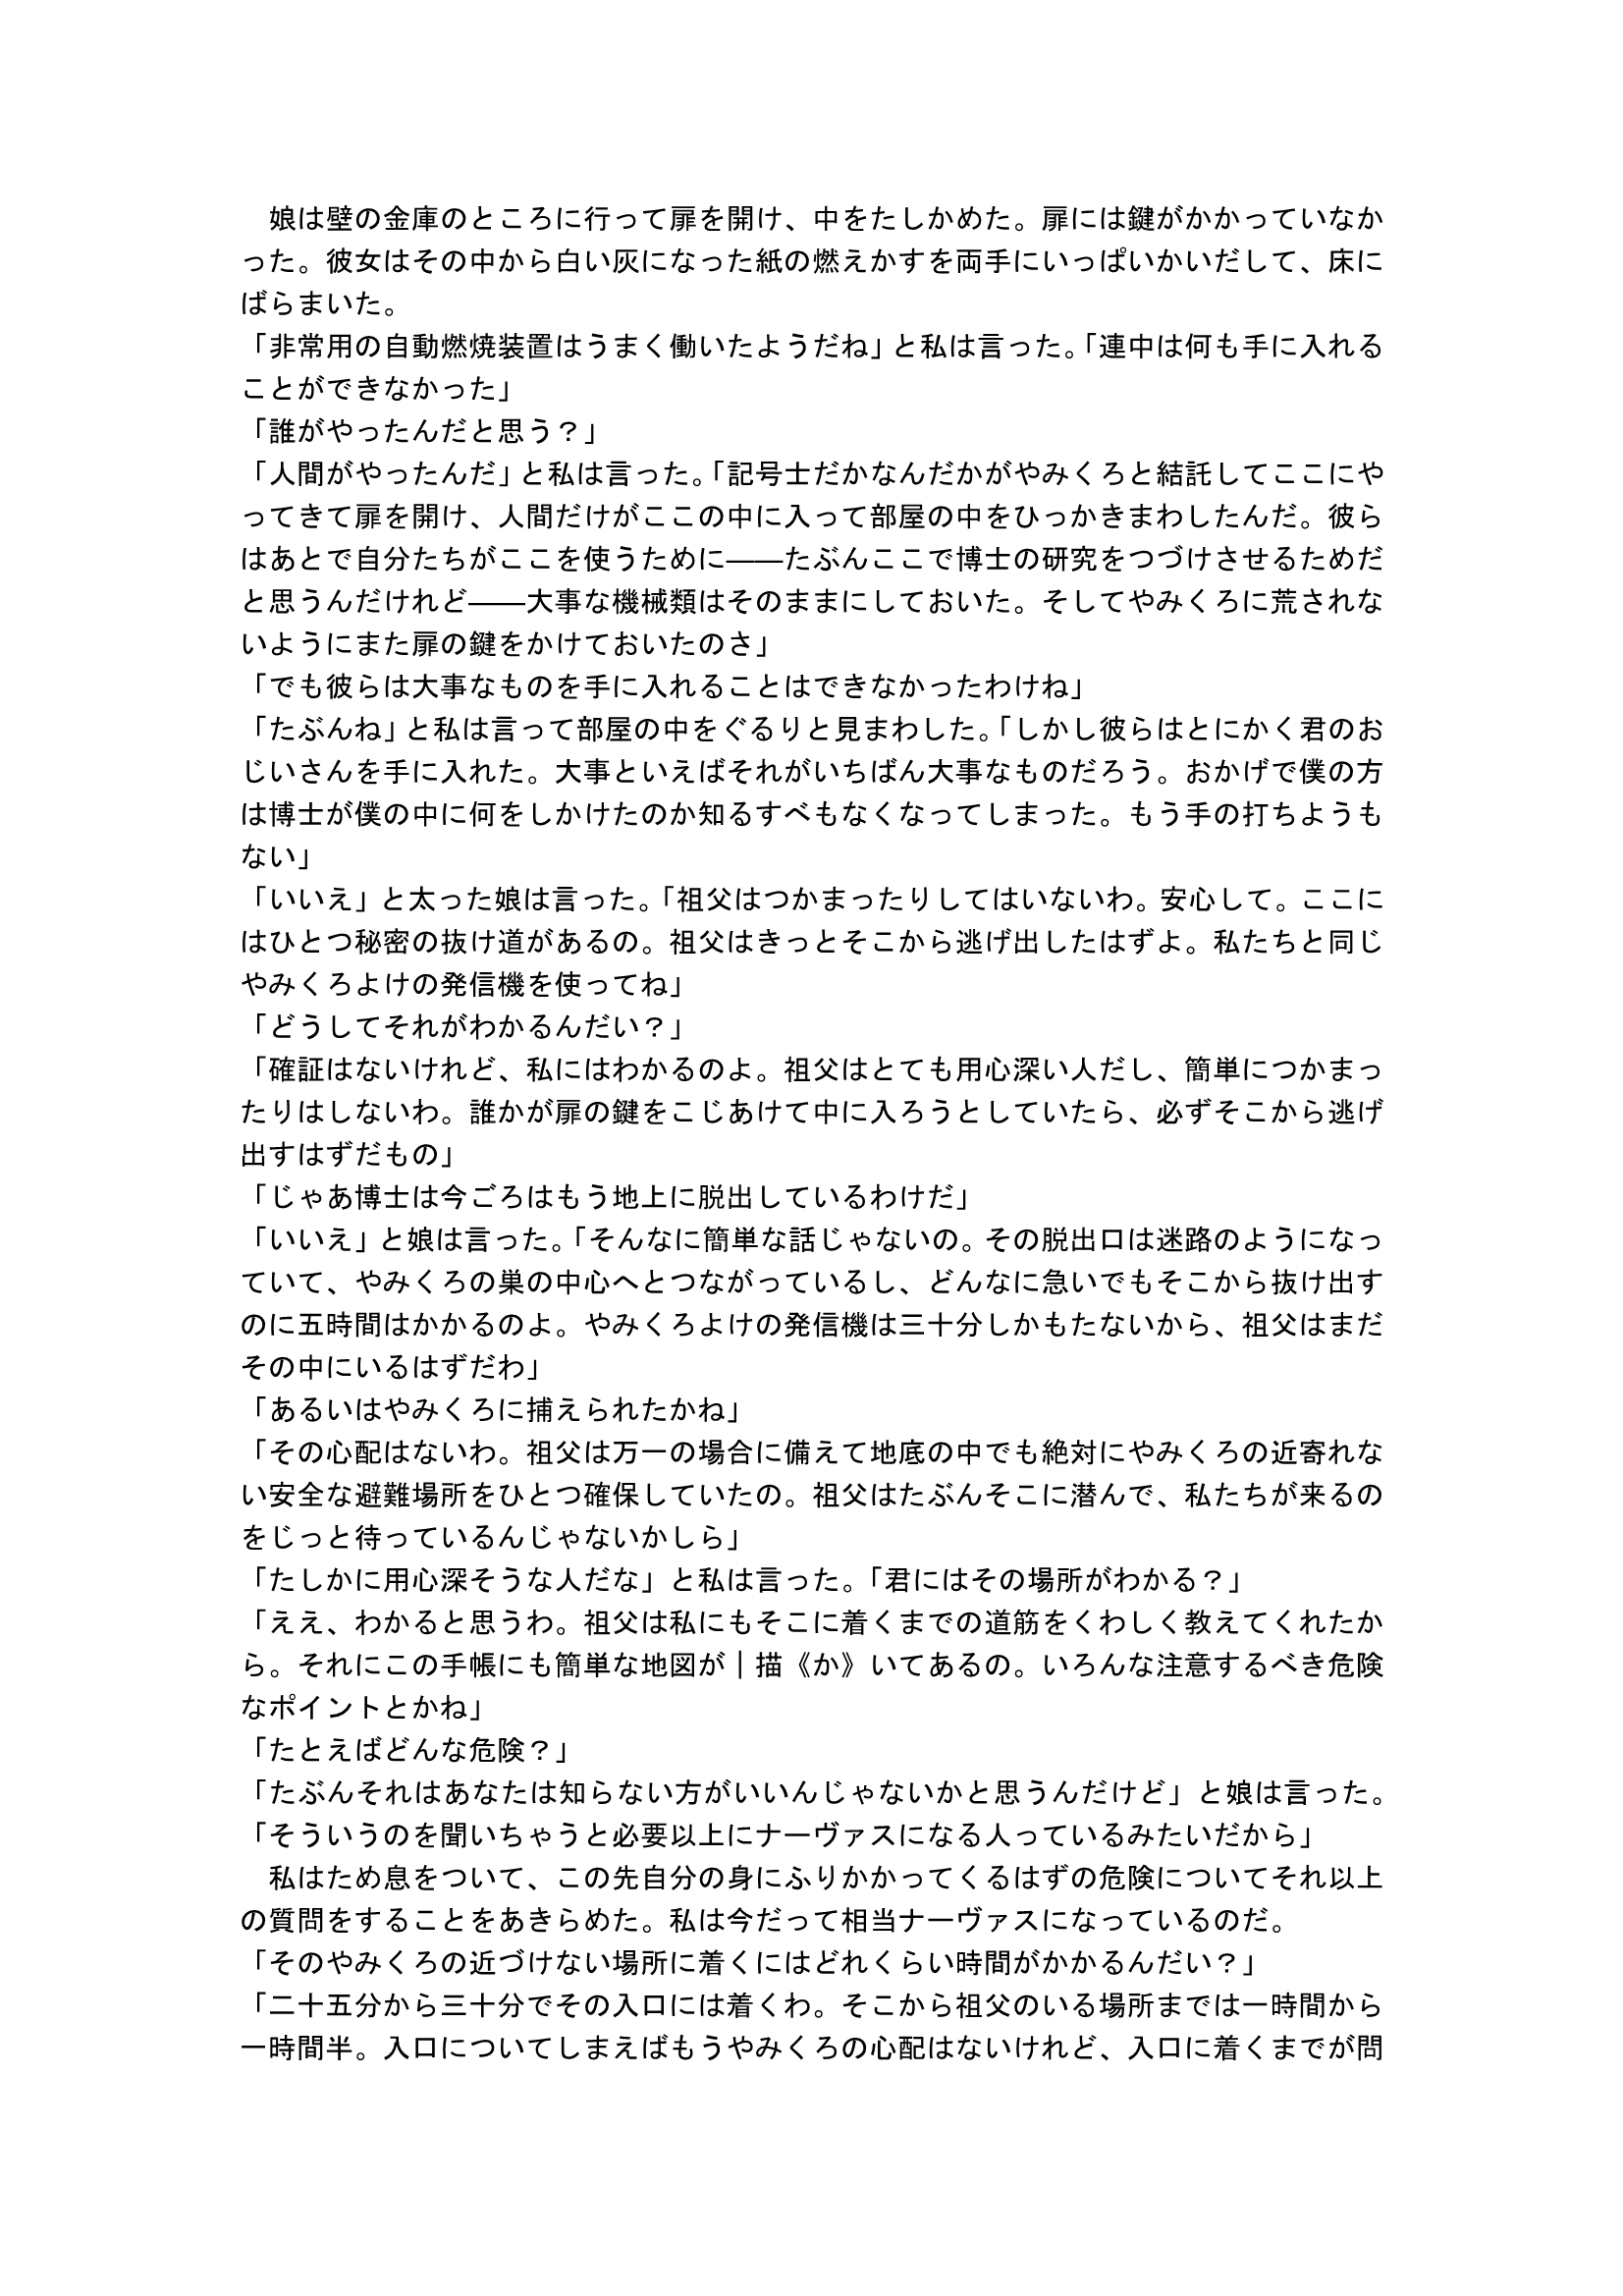 娘は壁の金庫のところに行って扉を開け、中をたしかめた。扉には鍵がかかっていなか
った。彼女はその中から白い灰になった紙の燃えかすを両手にいっぱいかいだして、床に
ばらまいた。
「非常用の自動燃焼装置はうまく働いたようだね」と私は言った。「連中は何も手に入れる
ことができなかった」
「誰がやったんだと思う？」
「人間がやったんだ」と私は言った。「記号士だかなんだかがやみくろと結託してここにや
ってきて扉を開け、人間だけがここの中に入って部屋の中をひっかきまわしたんだ。彼ら
はあとで自分たちがここを使うために――たぶんここで博士の研究をつづけさせるためだ
と思うんだけれど――大事な機械類はそのままにしておいた。そしてやみくろに荒されな
いようにまた扉の鍵をかけておいたのさ」
「でも彼らは大事なものを手に入れることはできなかったわけね」
「たぶんね」と私は言って部屋の中をぐるりと見まわした。「しかし彼らはとにかく君のお
じいさんを手に入れた。大事といえばそれがいちばん大事なものだろう。おかげで僕の方
は博士が僕の中に何をしかけたのか知るすべもなくなってしまった。もう手の打ちようも
ない」
「いいえ」と太った娘は言った。「祖父はつかまったりしてはいないわ。安心して。ここに
はひとつ秘密の抜け道があるの。祖父はきっとそこから逃げ出したはずよ。私たちと同じ
やみくろよけの発信機を使ってね」
「どうしてそれがわかるんだい？」
「確証はないけれど、私にはわかるのよ。祖父はとても用心深い人だし、簡単につかまっ
たりはしないわ。誰かが扉の鍵をこじあけて中に入ろうとしていたら、必ずそこから逃げ
出すはずだもの」
「じゃあ博士は今ごろはもう地上に脱出しているわけだ」
「いいえ」と娘は言った。「そんなに簡単な話じゃないの。その脱出口は迷路のようになっ
ていて、やみくろの巣の中心へとつながっているし、どんなに急いでもそこから抜け出す
のに五時間はかかるのよ。やみくろよけの発信機は三十分しかもたないから、祖父はまだ
その中にいるはずだわ」
「あるいはやみくろに捕えられたかね」
「その心配はないわ。祖父は万一の場合に備えて地底の中でも絶対にやみくろの近寄れな
い安全な避難場所をひとつ確保していたの。祖父はたぶんそこに潜んで、私たちが来るの
をじっと待っているんじゃないかしら」
「たしかに用心深そうな人だな」と私は言った。「君にはその場所がわかる？」
「ええ、わかると思うわ。祖父は私にもそこに着くまでの道筋をくわしく教えてくれたか
ら。それにこの手帳にも簡単な地図が｜描《か》いてあるの。いろんな注意するべき危険
なポイントとかね」
「たとえばどんな危険？」
「たぶんそれはあなたは知らない方がいいんじゃないかと思うんだけど」と娘は言った。
「そういうのを聞いちゃうと必要以上にナーヴァスになる人っているみたいだから」
　私はため息をついて、この先自分の身にふりかかってくるはずの危険についてそれ以上
の質問をすることをあきらめた。私は今だって相当ナーヴァスになっているのだ。
「そのやみくろの近づけない場所に着くにはどれくらい時間がかかるんだい？」
「二十五分から三十分でその入口には着くわ。そこから祖父のいる場所までは一時間から
一時間半。入口についてしまえばもうやみくろの心配はないけれど、入口に着くまでが問